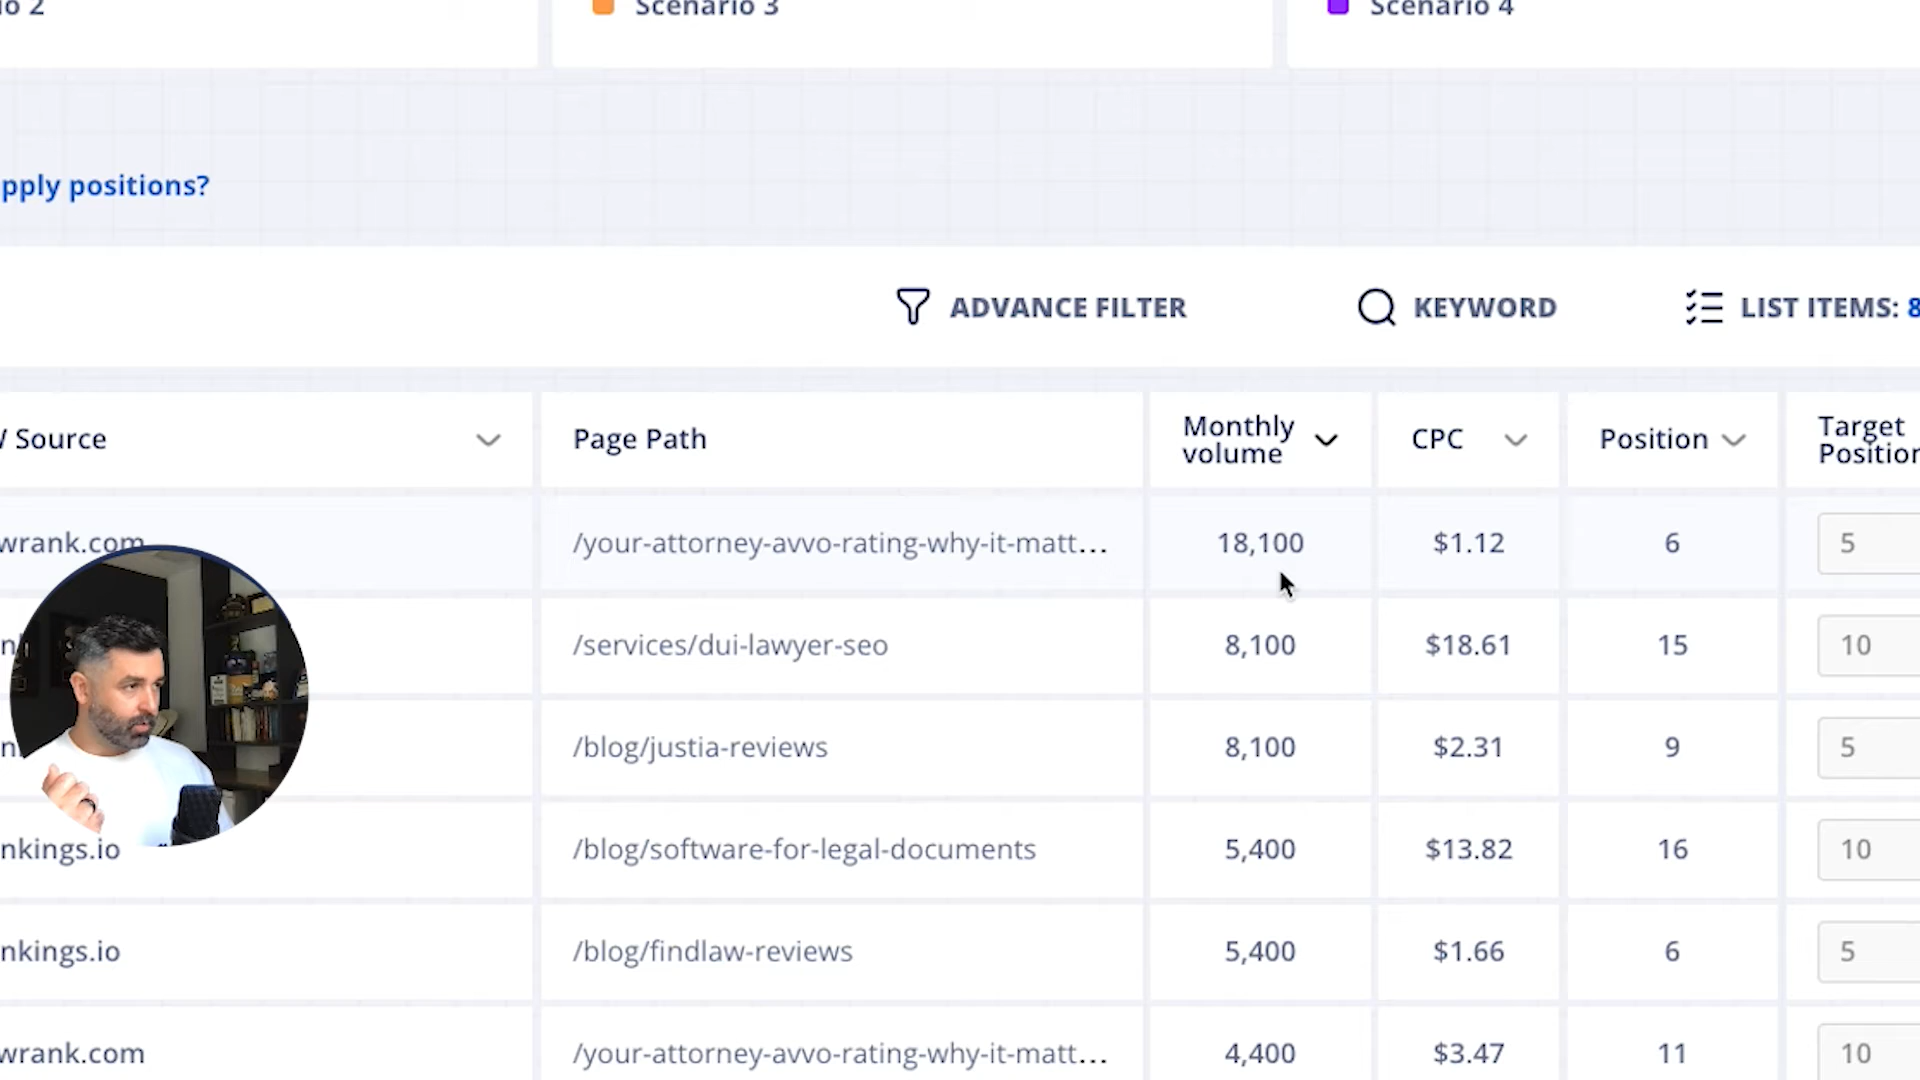 Scenario 3
Scenario 4
pply positions?
ADVANCE FILTER
KEYWORD
LIST ITEMS: 8
Source
Page Path
Monthly
volume
CPC
Position
Target
Position
wrank.com
/your-attorney-avvo-rating-why-it-matt...
18,100
$1.12
6
5
/services/dui-lawyer-seo
8,100
$18.61
15
10
/blog/justia-reviews
8,100
$2.31
9
5
nkings.io
/blog/software-for-legal-documents
5,400
$13.82
16
10
nkings.io
/blog/findlaw-reviews
5,400
$1.66
6
5
wrank.com
/your-attorney-avvo-rating-why-it-matt...
4,400
$3.47
11
10